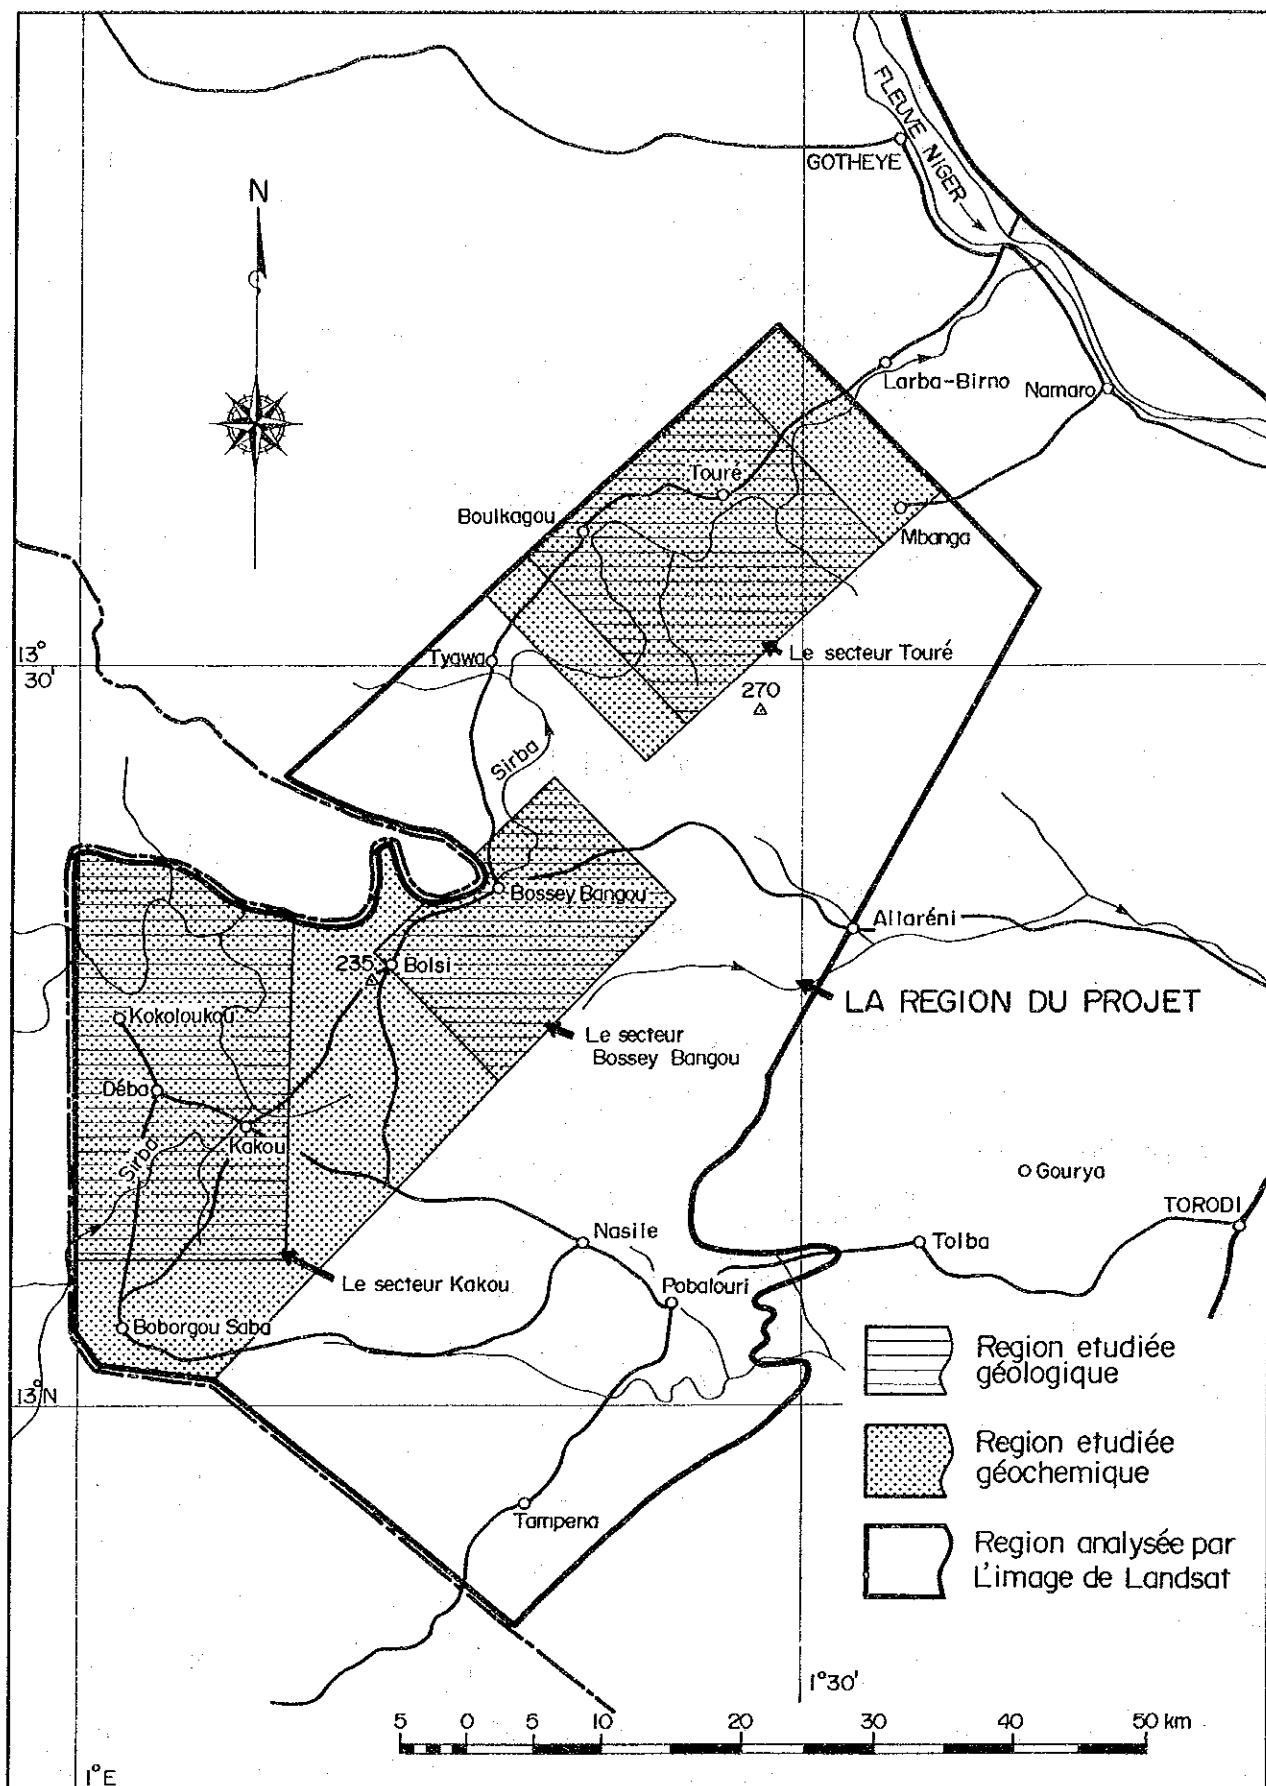 FLEUVE NIGER
GOTHEYE
N
Larba-Birno
Namaro
Touré
Boulkagou
Mbanga
13°
30'
Tyawa
Le secteur Touré
270
Sirba
Bossey Bangou
Allaréni
235
Bolsi
LA REGION DU PROJET
Kokoloukou
Le secteur
Bossey Bangou
Déba
Kakou
Sirba
Gourya
TORODI
Nasile
Tolba
Le secteur Kakou
Pobalouri
Boborgou Saba
Region etudiée
géologique
13°N
Region etudiée
géochemique
Tampena
Region analysée par
L'image de Landsat
1°30'
5 0 5 10 20 30 40 50 km
1°E